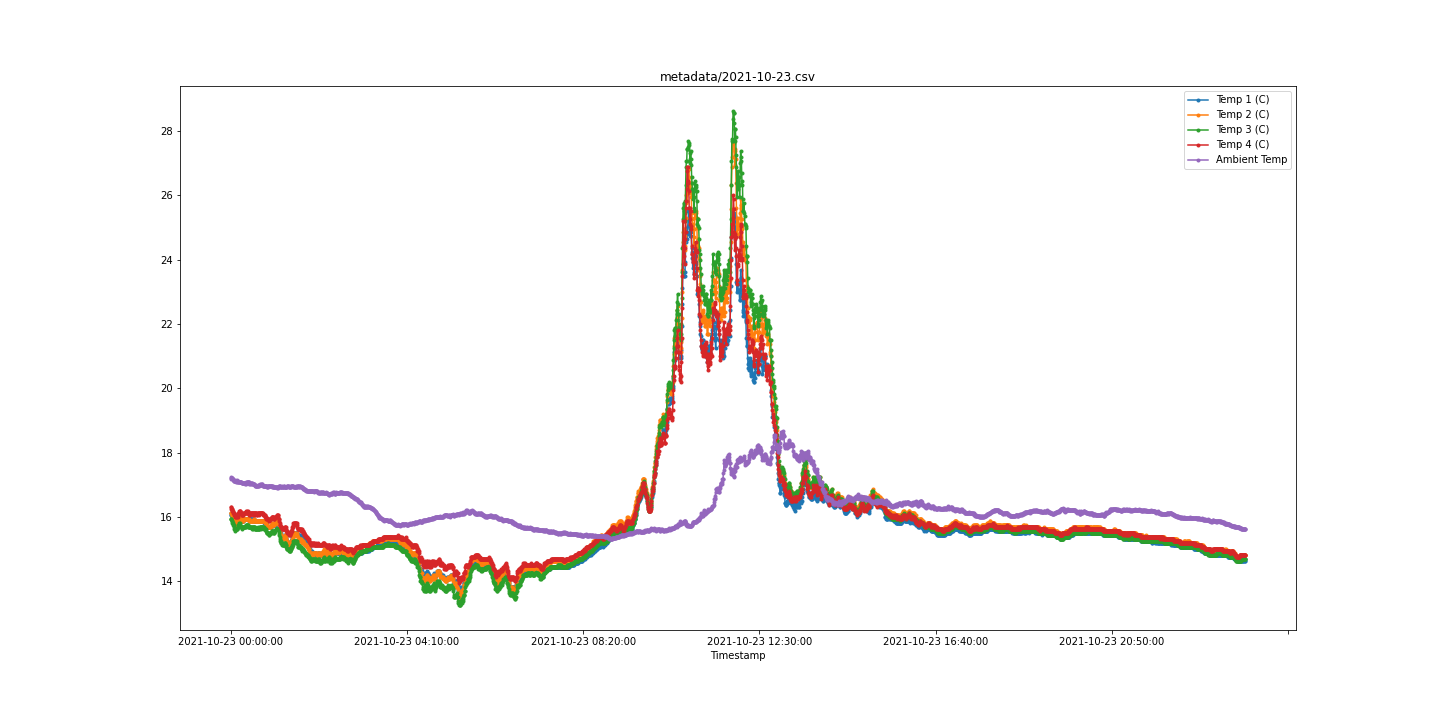 metadata/2021-10-23.csv
Temp 1 (C)
Temp 2 (C)
Temp 3 (C)
Temp 4 (C)
Ambient Temp
28
26
24
22
20
18
16
14
2021-10-23 00:00:00 2021-10-23 04:10:00 2021-10-23 08:20:00 2021-10-23 12:30:00 2021-10-23 16:40:00 2021-10-23 20:50:00
Timestamp